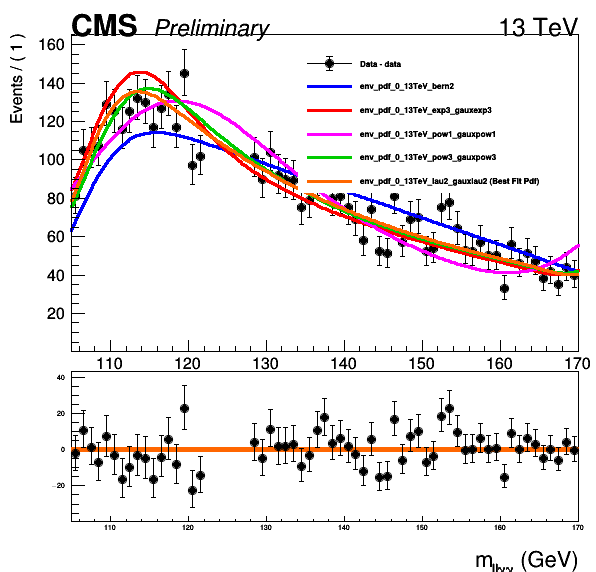 CMS Preliminary 13 TeV
Events / ( 1 )
160
140
120
100
80
60
40
20
Data - data
env_pdf_0_13TeV_bern2
env_pdf_0_13TeV_exp3_gauxexp3
env_pdf_0_13TeV_pow1_gauxpow1
env_pdf_0_13TeV_pow3_gauxpow3
env_pdf_0_13TeV_lau2_gauxlau2 (Best Fit Pdf)
110 120 130 140 150 160 170
40
20
0
−20
110 120 130 140 150 160 170
m_llγγ (GeV)